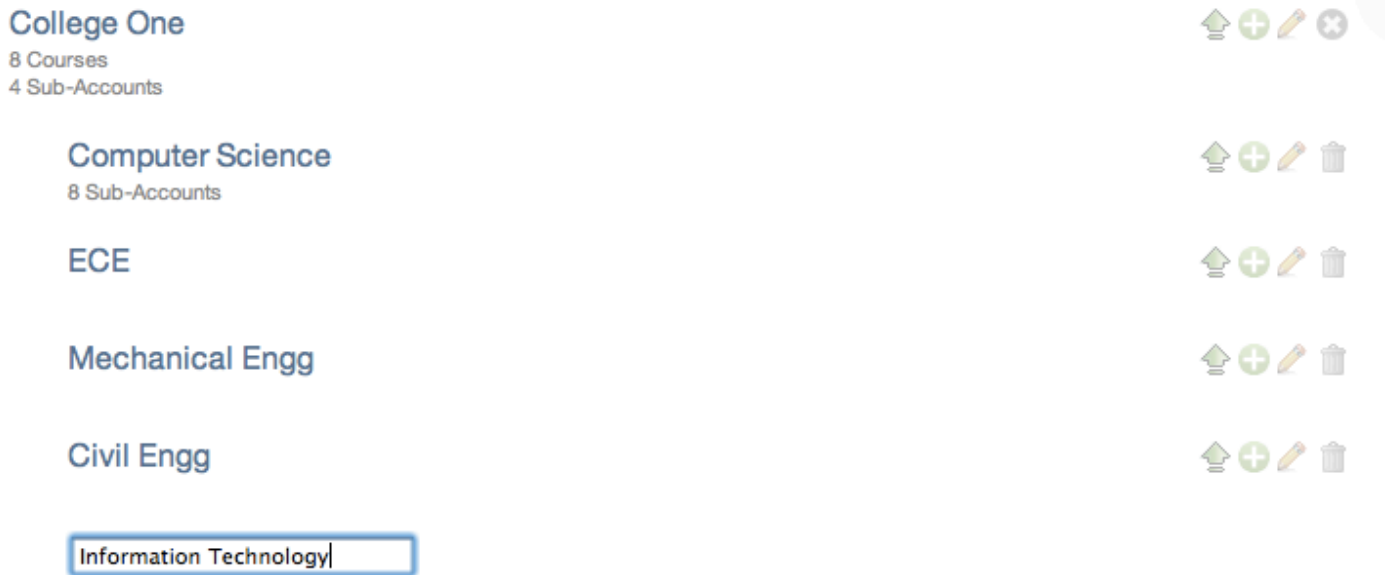 College One
8 Courses
4 Sub-Accounts
Computer Science
8 Sub-Accounts
ECE
Mechanical Engg
Civil Engg
Information Technology